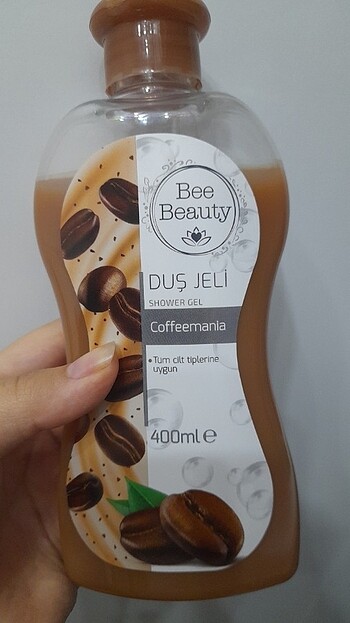 Bee
Beauty
DUŞ JELİ
SHOWER GEL
Coffeemania
• Tüm cilt tiplerine
uygun
400ml ℮